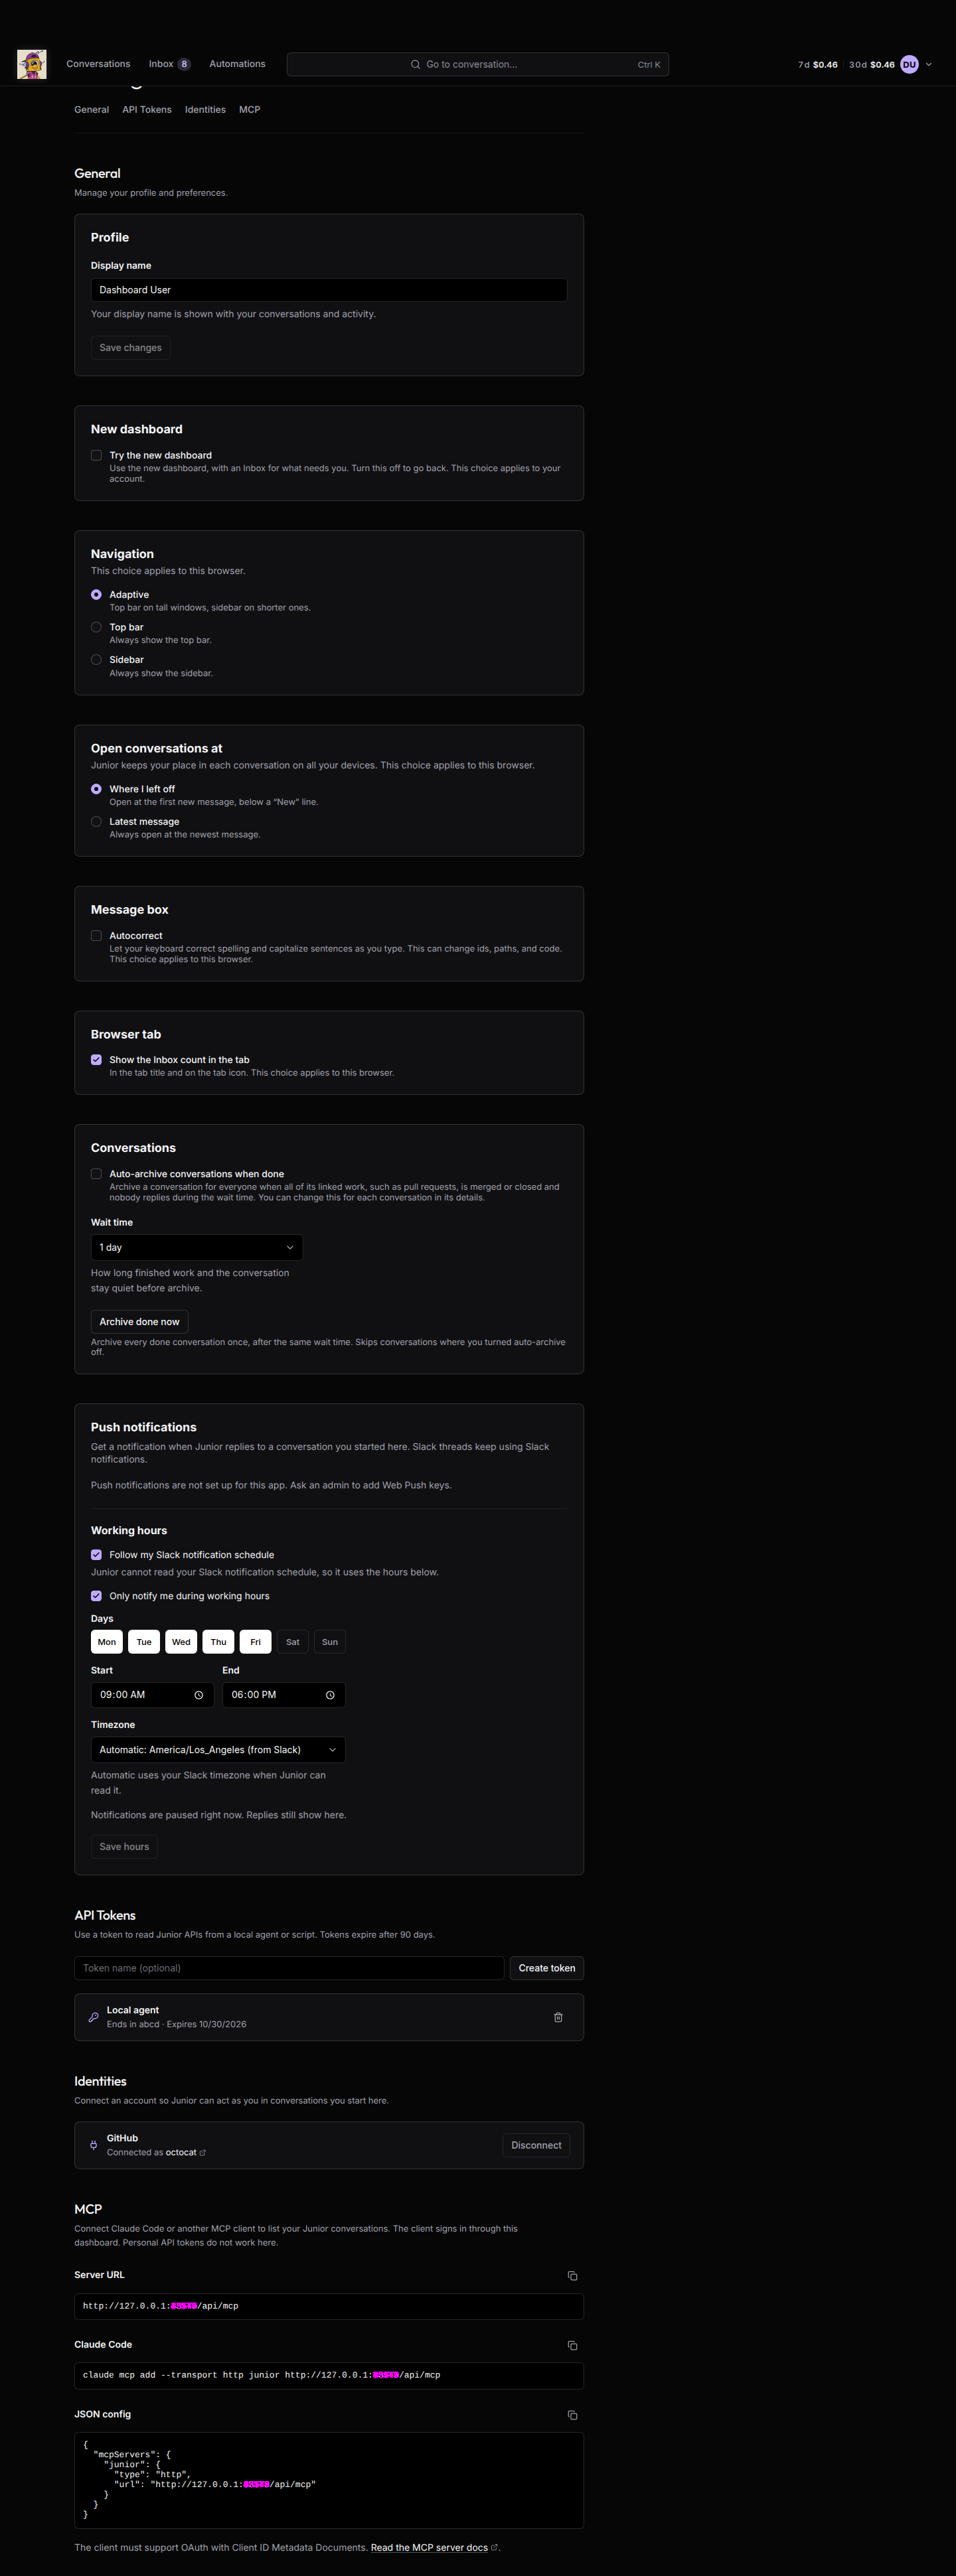 Conversations
Inbox 8
Automations
Go to conversation...
Ctrl K
7d $0.46
30d $0.46
DU
General
API Tokens
Identities
MCP
General
Manage your profile and preferences.
Profile
Display name
Dashboard User
Your display name is shown with your conversations and activity.
Save changes
New dashboard
Try the new dashboard
Use the new dashboard, with an Inbox for what needs you. Turn this off to go back. This choice applies to your
account.
Navigation
This choice applies to this browser.
Adaptive
Top bar on tall windows, sidebar on shorter ones.
Top bar
Always show the top bar.
Sidebar
Always show the sidebar.
Open conversations at
Junior keeps your place in each conversation on all your devices. This choice applies to this browser.
Where I left off
Open at the first new message, below a “New” line.
Latest message
Always open at the newest message.
Message box
Autocorrect
Let your keyboard correct spelling and capitalize sentences as you type. This can change ids, paths, and code.
This choice applies to this browser.
Browser tab
Show the Inbox count in the tab
In the tab title and on the tab icon. This choice applies to this browser.
Conversations
Auto-archive conversations when done
Archive a conversation for everyone when all of its linked work, such as pull requests, is merged or closed and
nobody replies during the wait time. You can change this for each conversation in its details.
Wait time
1 day
How long finished work and the conversation
stay quiet before archive.
Archive done now
Archive every done conversation once, after the same wait time. Skips conversations where you turned auto-archive
off.
Push notifications
Get a notification when Junior replies to a conversation you started here. Slack threads keep using Slack
notifications.
Push notifications are not set up for this app. Ask an admin to add Web Push keys.
Working hours
Follow my Slack notification schedule
Junior cannot read your Slack notification schedule, so it uses the hours below.
Only notify me during working hours
Days
Mon Tue Wed Thu Fri Sat Sun
Start End
09:00 AM 06:00 PM
Timezone
Automatic: America/Los_Angeles (from Slack)
Automatic uses your Slack timezone when Junior can
read it.
Notifications are paused right now. Replies still show here.
Save hours
API Tokens
Use a token to read Junior APIs from a local agent or script. Tokens expire after 90 days.
Token name (optional)
Create token
Local agent
Ends in abcd · Expires 10/30/2026
Identities
Connect an account so Junior can act as you in conversations you start here.
GitHub
Connected as octocat
Disconnect
MCP
Connect Claude Code or another MCP client to list your Junior conversations. The client signs in through this
dashboard. Personal API tokens do not work here.
Server URL
http://127.0.0.1: /api/mcp
Claude Code
claude mcp add --transport http junior http://127.0.0.1: /api/mcp
JSON config
{
"mcpServers": {
"junior": {
"type": "http",
"url": "http://127.0.0.1: /api/mcp"
}
}
}
The client must support OAuth with Client ID Metadata Documents. Read the MCP server docs.